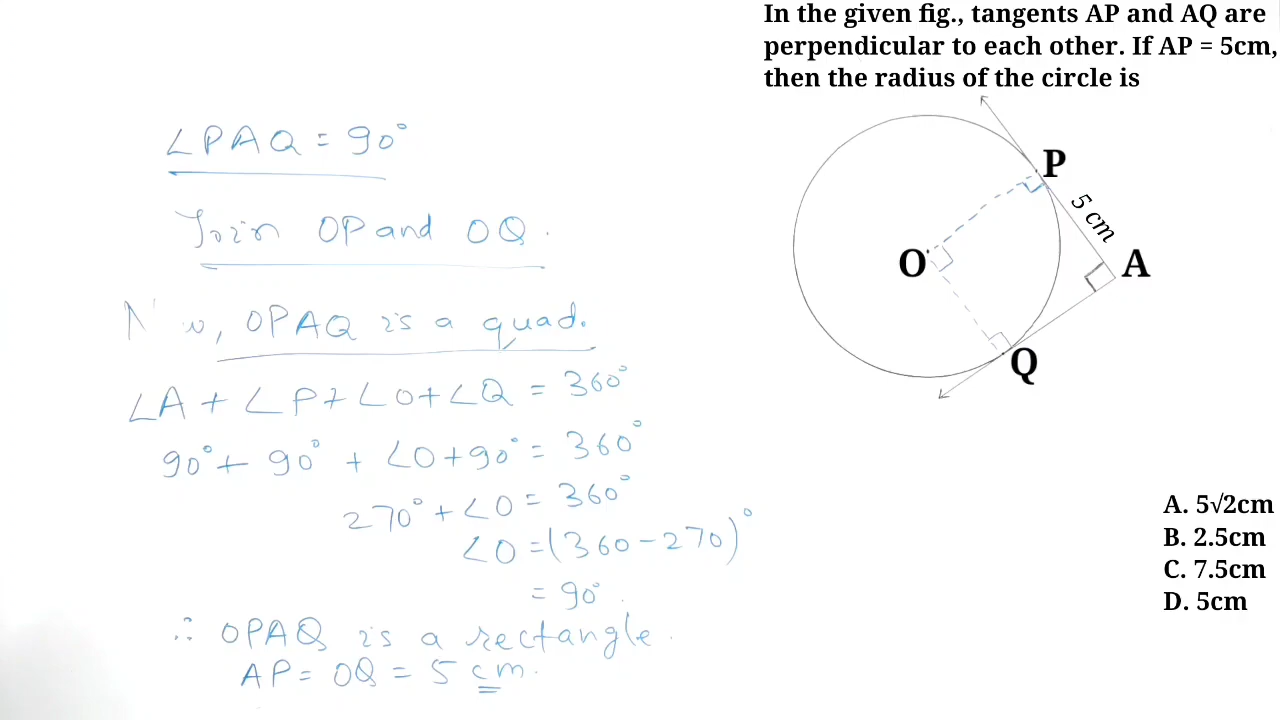 In the given fig., tangents AP and AQ are
perpendicular to each other. If AP = 5cm,
then the radius of the circle is
∠PAQ = 90°
Join OP and OQ.
OPAQ is a quad.
∠A + ∠P + ∠O + ∠Q = 360°
90° + 90° + ∠O + 90° = 360°
270° + ∠O = 360°
∠O = (360 - 270)°
= 90°.
∴ OPAQ is a rectangle.
AP = OQ = 5 cm.
P
5 cm
O
A
Q
A. 5√2cm
B. 2.5cm
C. 7.5cm
D. 5cm